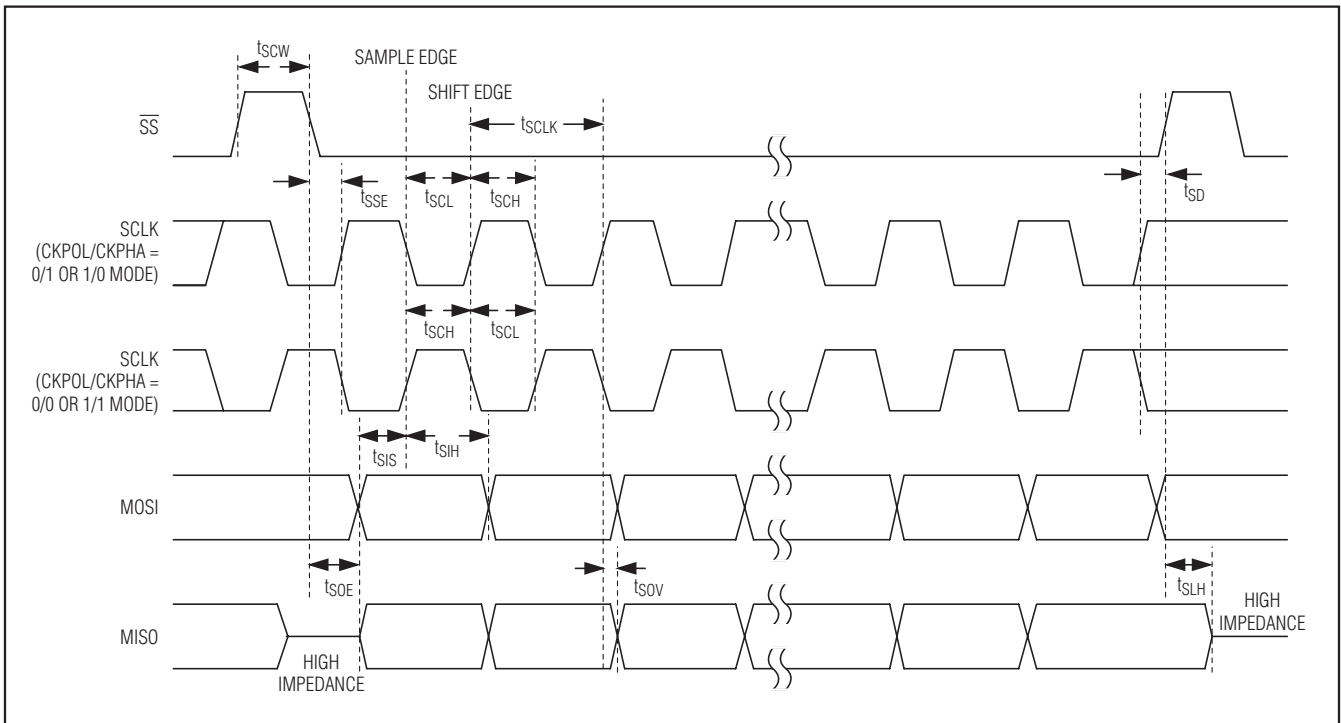 tSCW
SAMPLE EDGE
SHIFT EDGE
SS
tSCLK
tSSE
tSCL
tSCH
tSD
SCLK
(CKPOL/CKPHA =
0/1 OR 1/0 MODE)
tSCH
tSCL
SCLK
(CKPOL/CKPHA =
0/0 OR 1/1 MODE)
tSIS
tSIH
MOSI
tSOE
tSOV
tSLH
HIGH
IMPEDANCE
MISO
HIGH
IMPEDANCE